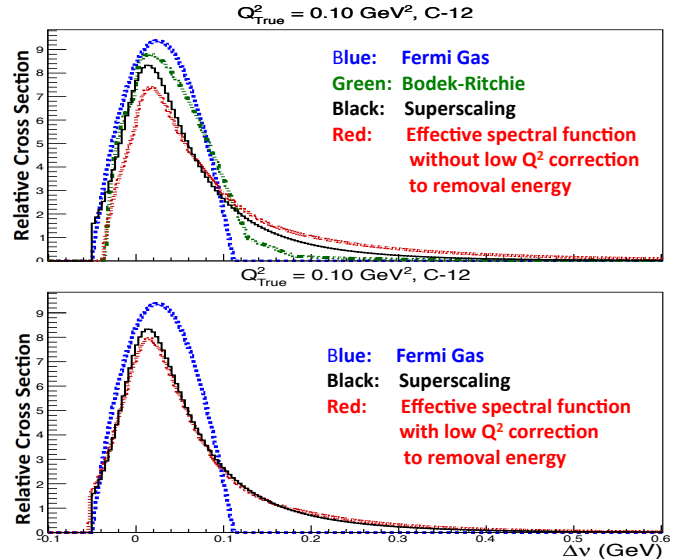 Q²True = 0.10 GeV², C-12
Relative Cross Section
9
8
7
6
5
4
3
2
1
0
Blue: Fermi Gas
Green: Bodek-Ritchie
Black: Superscaling
Red: Effective spectral function
without low Q² correction
to removal energy
Q²True = 0.10 GeV², C-12
Relative Cross Section
9
8
7
6
5
4
3
2
1
0
Blue: Fermi Gas
Black: Superscaling
Red: Effective spectral function
with low Q² correction
to removal energy
-0.1 0 0.1 0.2 0.3 0.4 0.5 0.6
Δν (GeV)